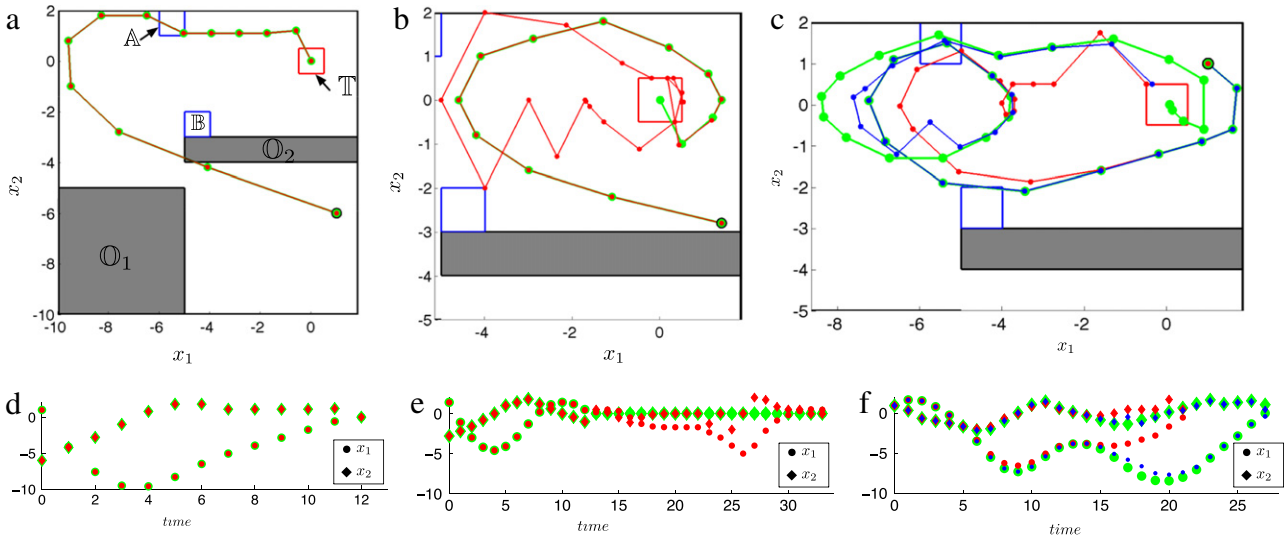 a
2
0
-2
-4
-6
-8
-10
-10 -8 -6 -4 -2 0
x₂
x₁
𝔸
𝕋
𝔹
𝕆₂
𝕆₁
b
2
1
0
-1
-2
-3
-4
-5
-4 -2 0
x₂
x₁
c
2
1
0
-1
-2
-3
-4
-5
-8 -6 -4 -2 0
x₂
x₁
d
0
−5
−10
0 2 4 6 8 10 12
x₁
x₂
time
e
0
−5
−10
0 5 10 15 20 25 30
x₁
x₂
time
f
0
−5
−10
0 5 10 15 20 25
x₁
x₂
time